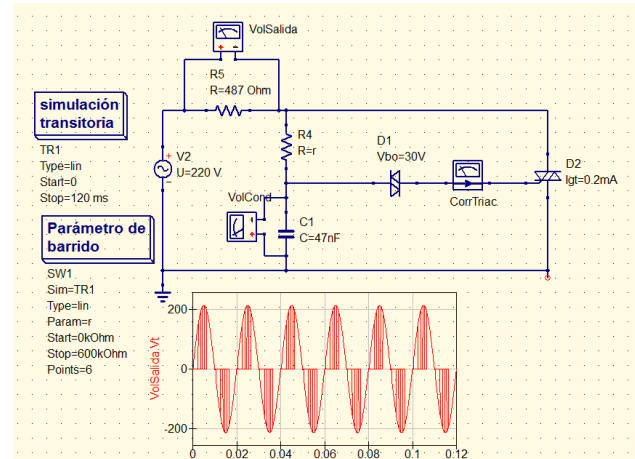 VolSalida
R5
R=487 Ohm
simulación
transitoria
TR1
Type=lin
Start=0
Stop=120 ms
V2
U=220 V
R4
R=r
D1
Vbo=30V
CorrTriac
D2
Igt=0.2mA
VolCond
C1
C=47nF
Parámetro de
barrido
SW1
Sim=TR1
Type=lin
Param=r
Start=0kOhm
Stop=600kOhm
Points=6
VolSalida.Vt
200
0
-200
0 0.02 0.04 0.06 0.08 0.1 0.12